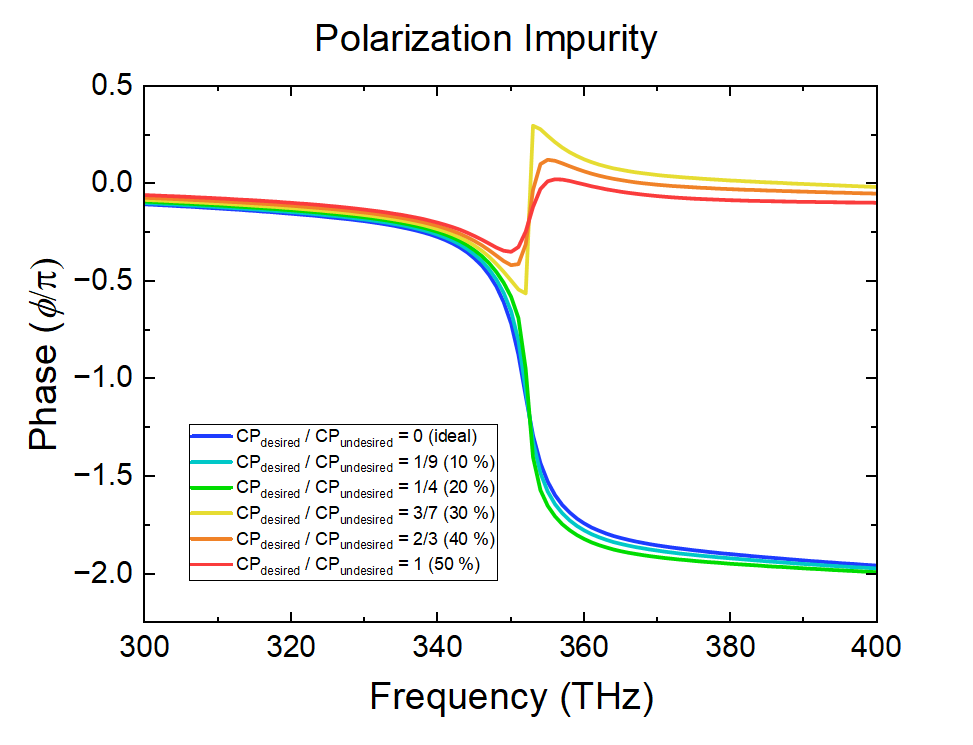 Polarization Impurity
0.5
0.0
−0.5
−1.0
−1.5
−2.0
Phase (ϕ/π)
CPdesired / CPundesired = 0 (ideal)
CPdesired / CPundesired = 1/9 (10 %)
CPdesired / CPundesired = 1/4 (20 %)
CPdesired / CPundesired = 3/7 (30 %)
CPdesired / CPundesired = 2/3 (40 %)
CPdesired / CPundesired = 1 (50 %)
300 320 340 360 380 400
Frequency (THz)